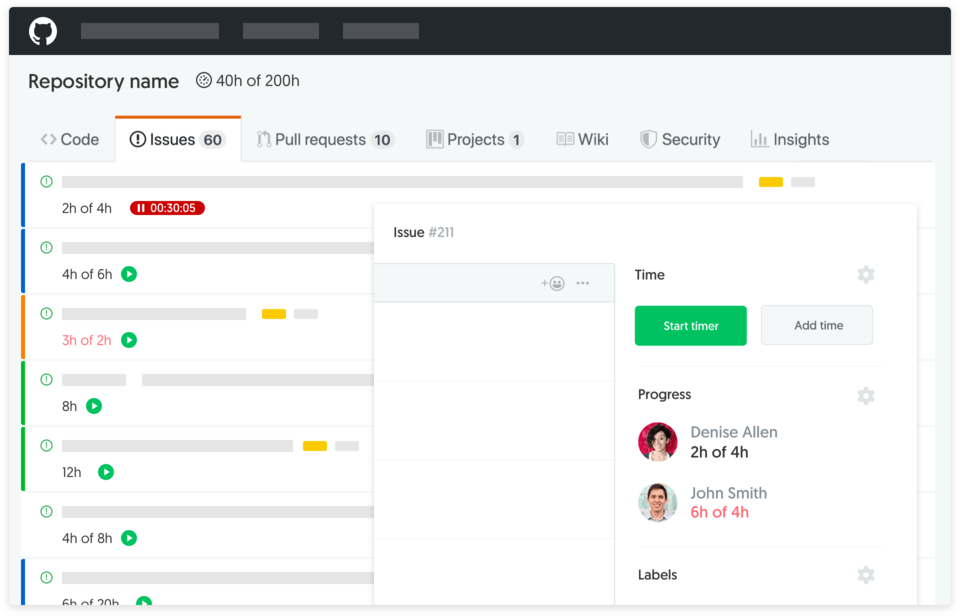 Repository name 40h of 200h
Code Issues 60 Pull requests 10 Projects 1 Wiki Security Insights
2h of 4h 00:30:05
4h of 6h
3h of 2h
8h
12h
4h of 8h
6h of 20h
Issue #211
Time
Start timer Add time
Progress
Denise Allen
2h of 4h
John Smith
6h of 4h
Labels